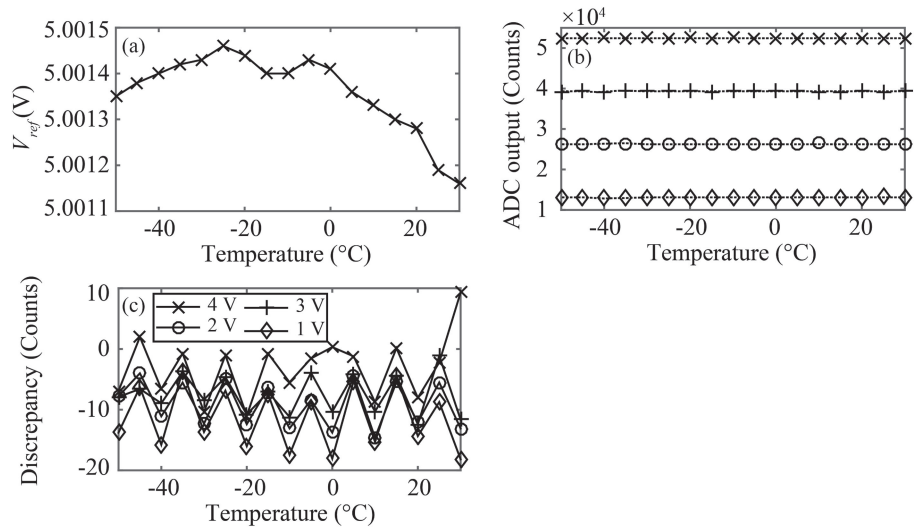 (a)
5.0015
5.0014
5.0013
5.0012
5.0011
V_ref (V)
-40
-20
0
20
Temperature (°C)
×10⁴
(b)
5
4
3
2
1
ADC output (Counts)
-40
-20
0
20
Temperature (°C)
(c)
4 V
3 V
2 V
1 V
10
0
-10
-20
Discrepancy (Counts)
-40
-20
0
20
Temperature (°C)